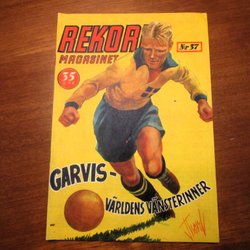 REKORD
MAGASINET
Nr 37
35
GARVIS-
VÄRLDENS VÄNSTERINNER